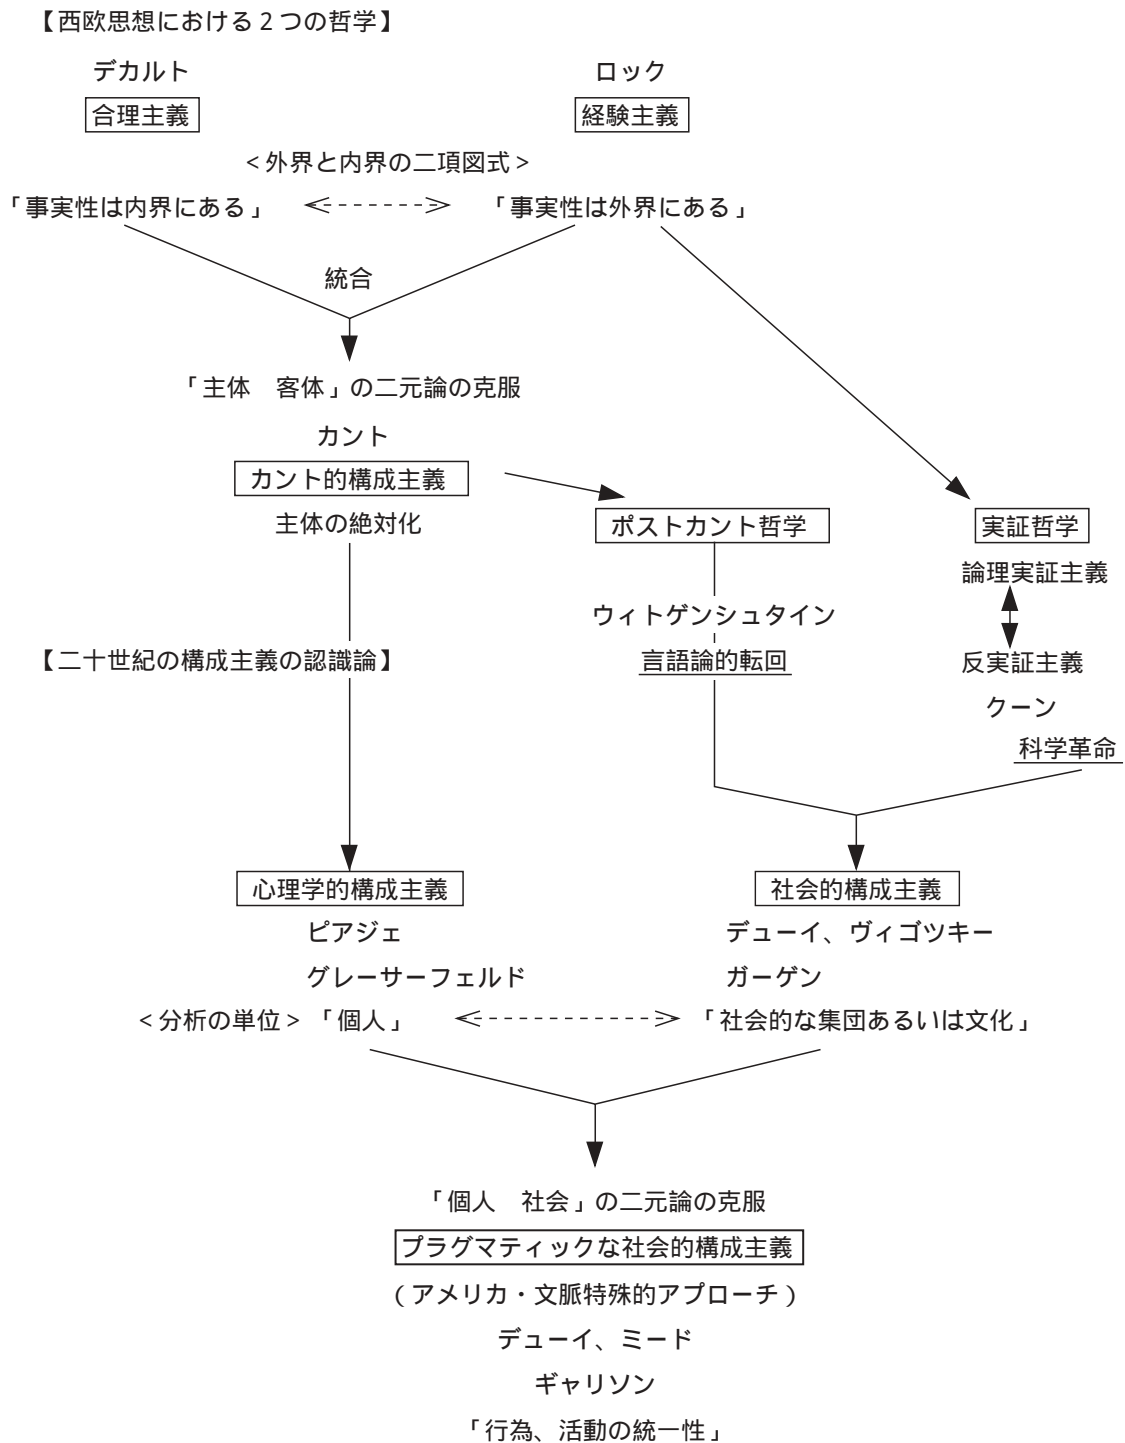 【西欧思想における2つの哲学】
デカルト
ロック
合理主義
経験主義
<外界と内界の二項図式>
「事実性は内界にある」
「事実性は外界にある」
統合
「主体 客体」の二元論の克服
カント
カント的構成主義
主体の絶対化
ポストカント哲学
実証哲学
論理実証主義
ウィトゲンシュタイン
【二十世紀の構成主義の認識論】
言語論的転回
反実証主義
クーン
科学革命
心理学的構成主義
社会的構成主義
ピアジェ
デューイ、ヴィゴツキー
グレーサーフェルド
ガーゲン
<分析の単位>「個人」
「社会的な集団あるいは文化」
「個人 社会」の二元論の克服
プラグマティックな社会的構成主義
(アメリカ・文脈特殊的アプローチ)
デューイ、ミード
ギャリソン
「行為、活動の統一性」